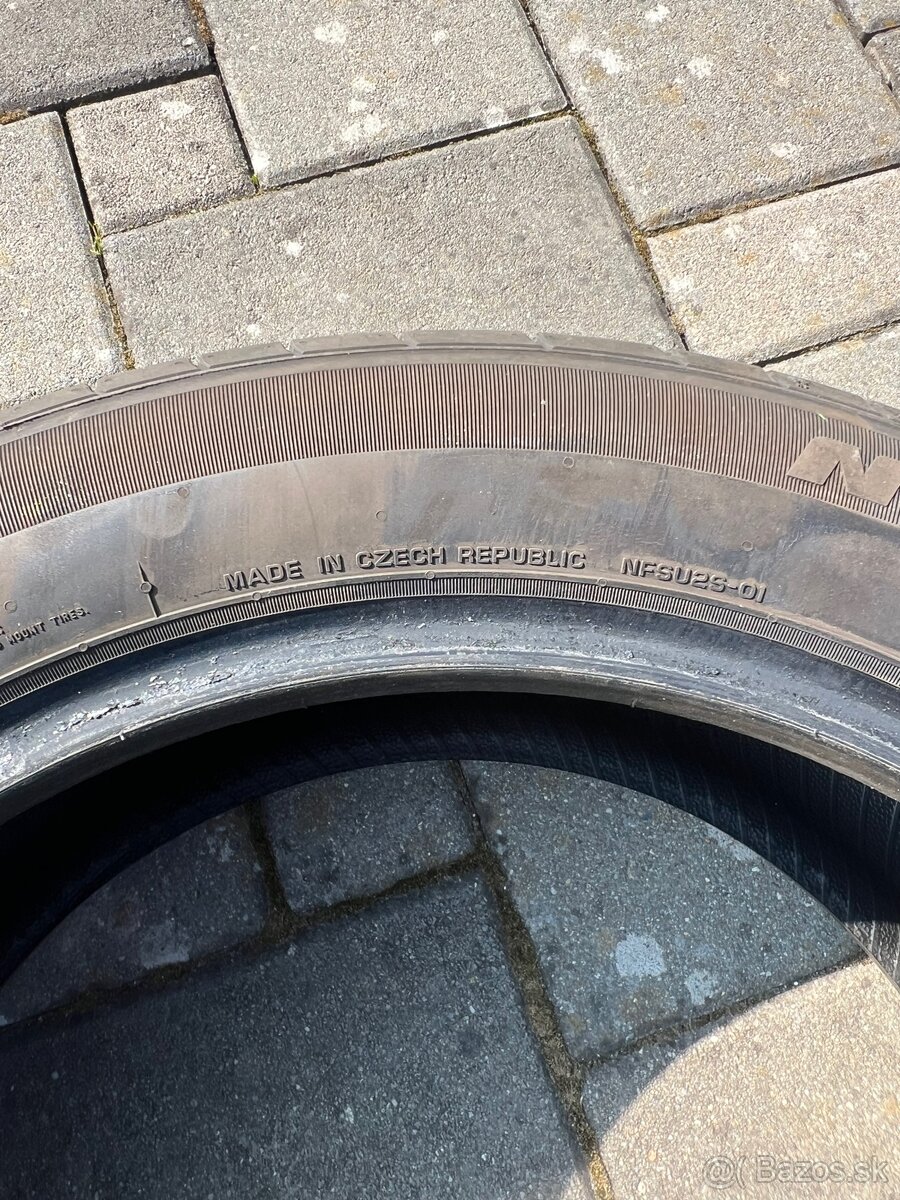 N
MADE IN CZECH REPUBLIC NFSU2S-01
MOUNT TIRES.
© Bazos.sk